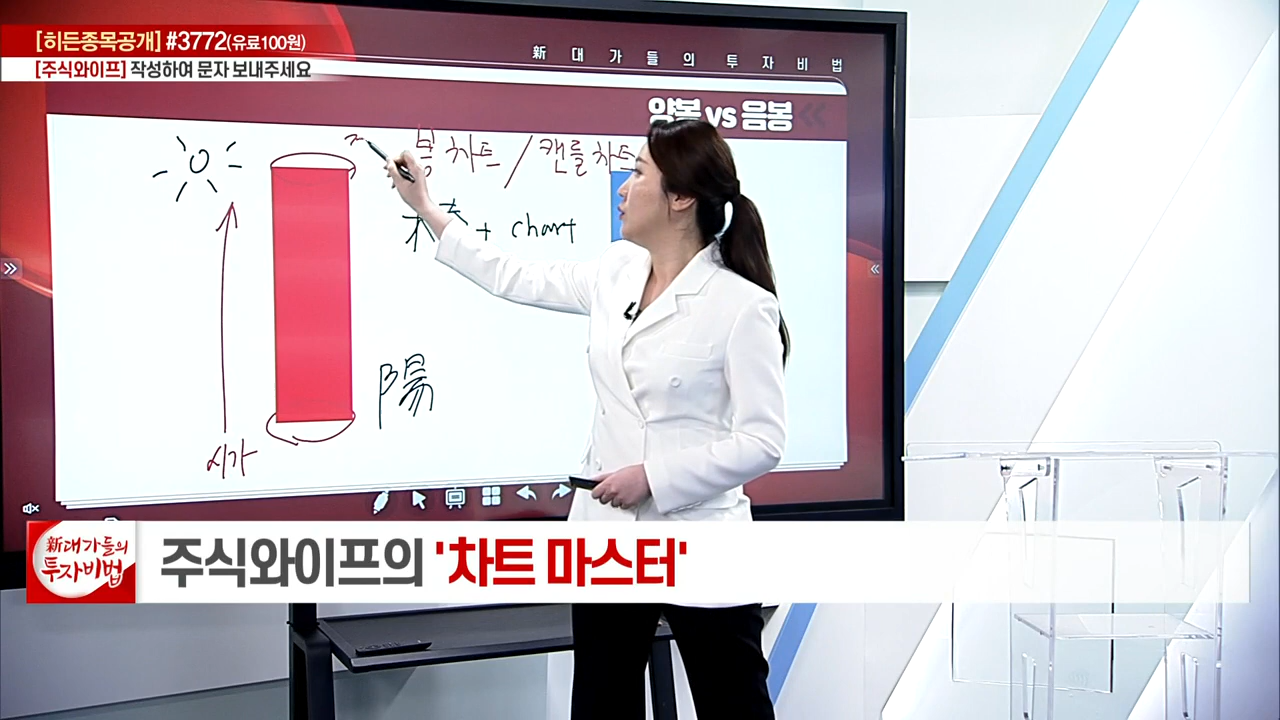 [히든종목공개] #3772(유료100원)
[주식와이프] 작성하여 문자 보내주세요
新 대 가 들 의 투 자 비 법
양봉 vs 음봉
봉 차트 / 캔들 차트
+ chart
陽
시가
新대가들의
투자비법
주식와이프의 '차트 마스터'